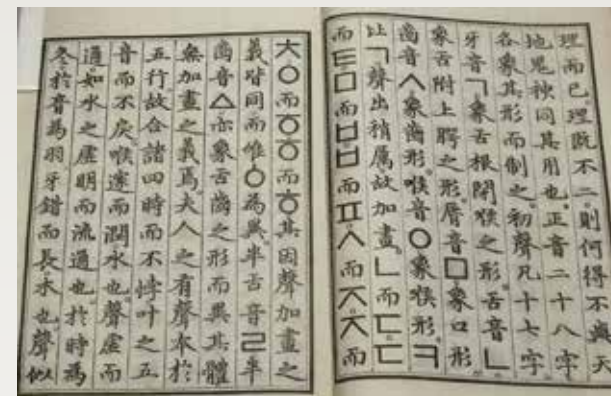 理而已。理既不二。則何得不與天
地鬼神同其用也。正音二十八字。
各象其形而制之。初聲凡十七字。
牙音ㄱ。象舌根閉喉之形。舌音ㄴ。
象舌附上腭之形。脣音ㅁ。象口形。
齒音ㅅ。象齒形。喉音ㅇ。象喉形。ㅋ
比ㄱ。聲出稍厲。故加畫。ㄴ而ㄷ。ㄷ
而ㅌ。ㅁ而ㅂ。ㅂ而ㅍ。ㅅ而ㅈ。ㅈ而
ㅊ。ㅇ而ㆆ。ㆆ而ㅎ。其因聲加畫之
義皆同。而唯ㆁ為異。半舌音ㄹ。半
齒音ㅿ。亦象舌齒之形而異其體。
無加畫之義焉。夫人之有聲本於
五行。故合諸四時而不悖。叶之五
音而不戾。喉邃而潤。水也。聲虛而
通。如水之虛明而流通也。於時為
冬。於音為羽。牙錯而長。木也。聲似